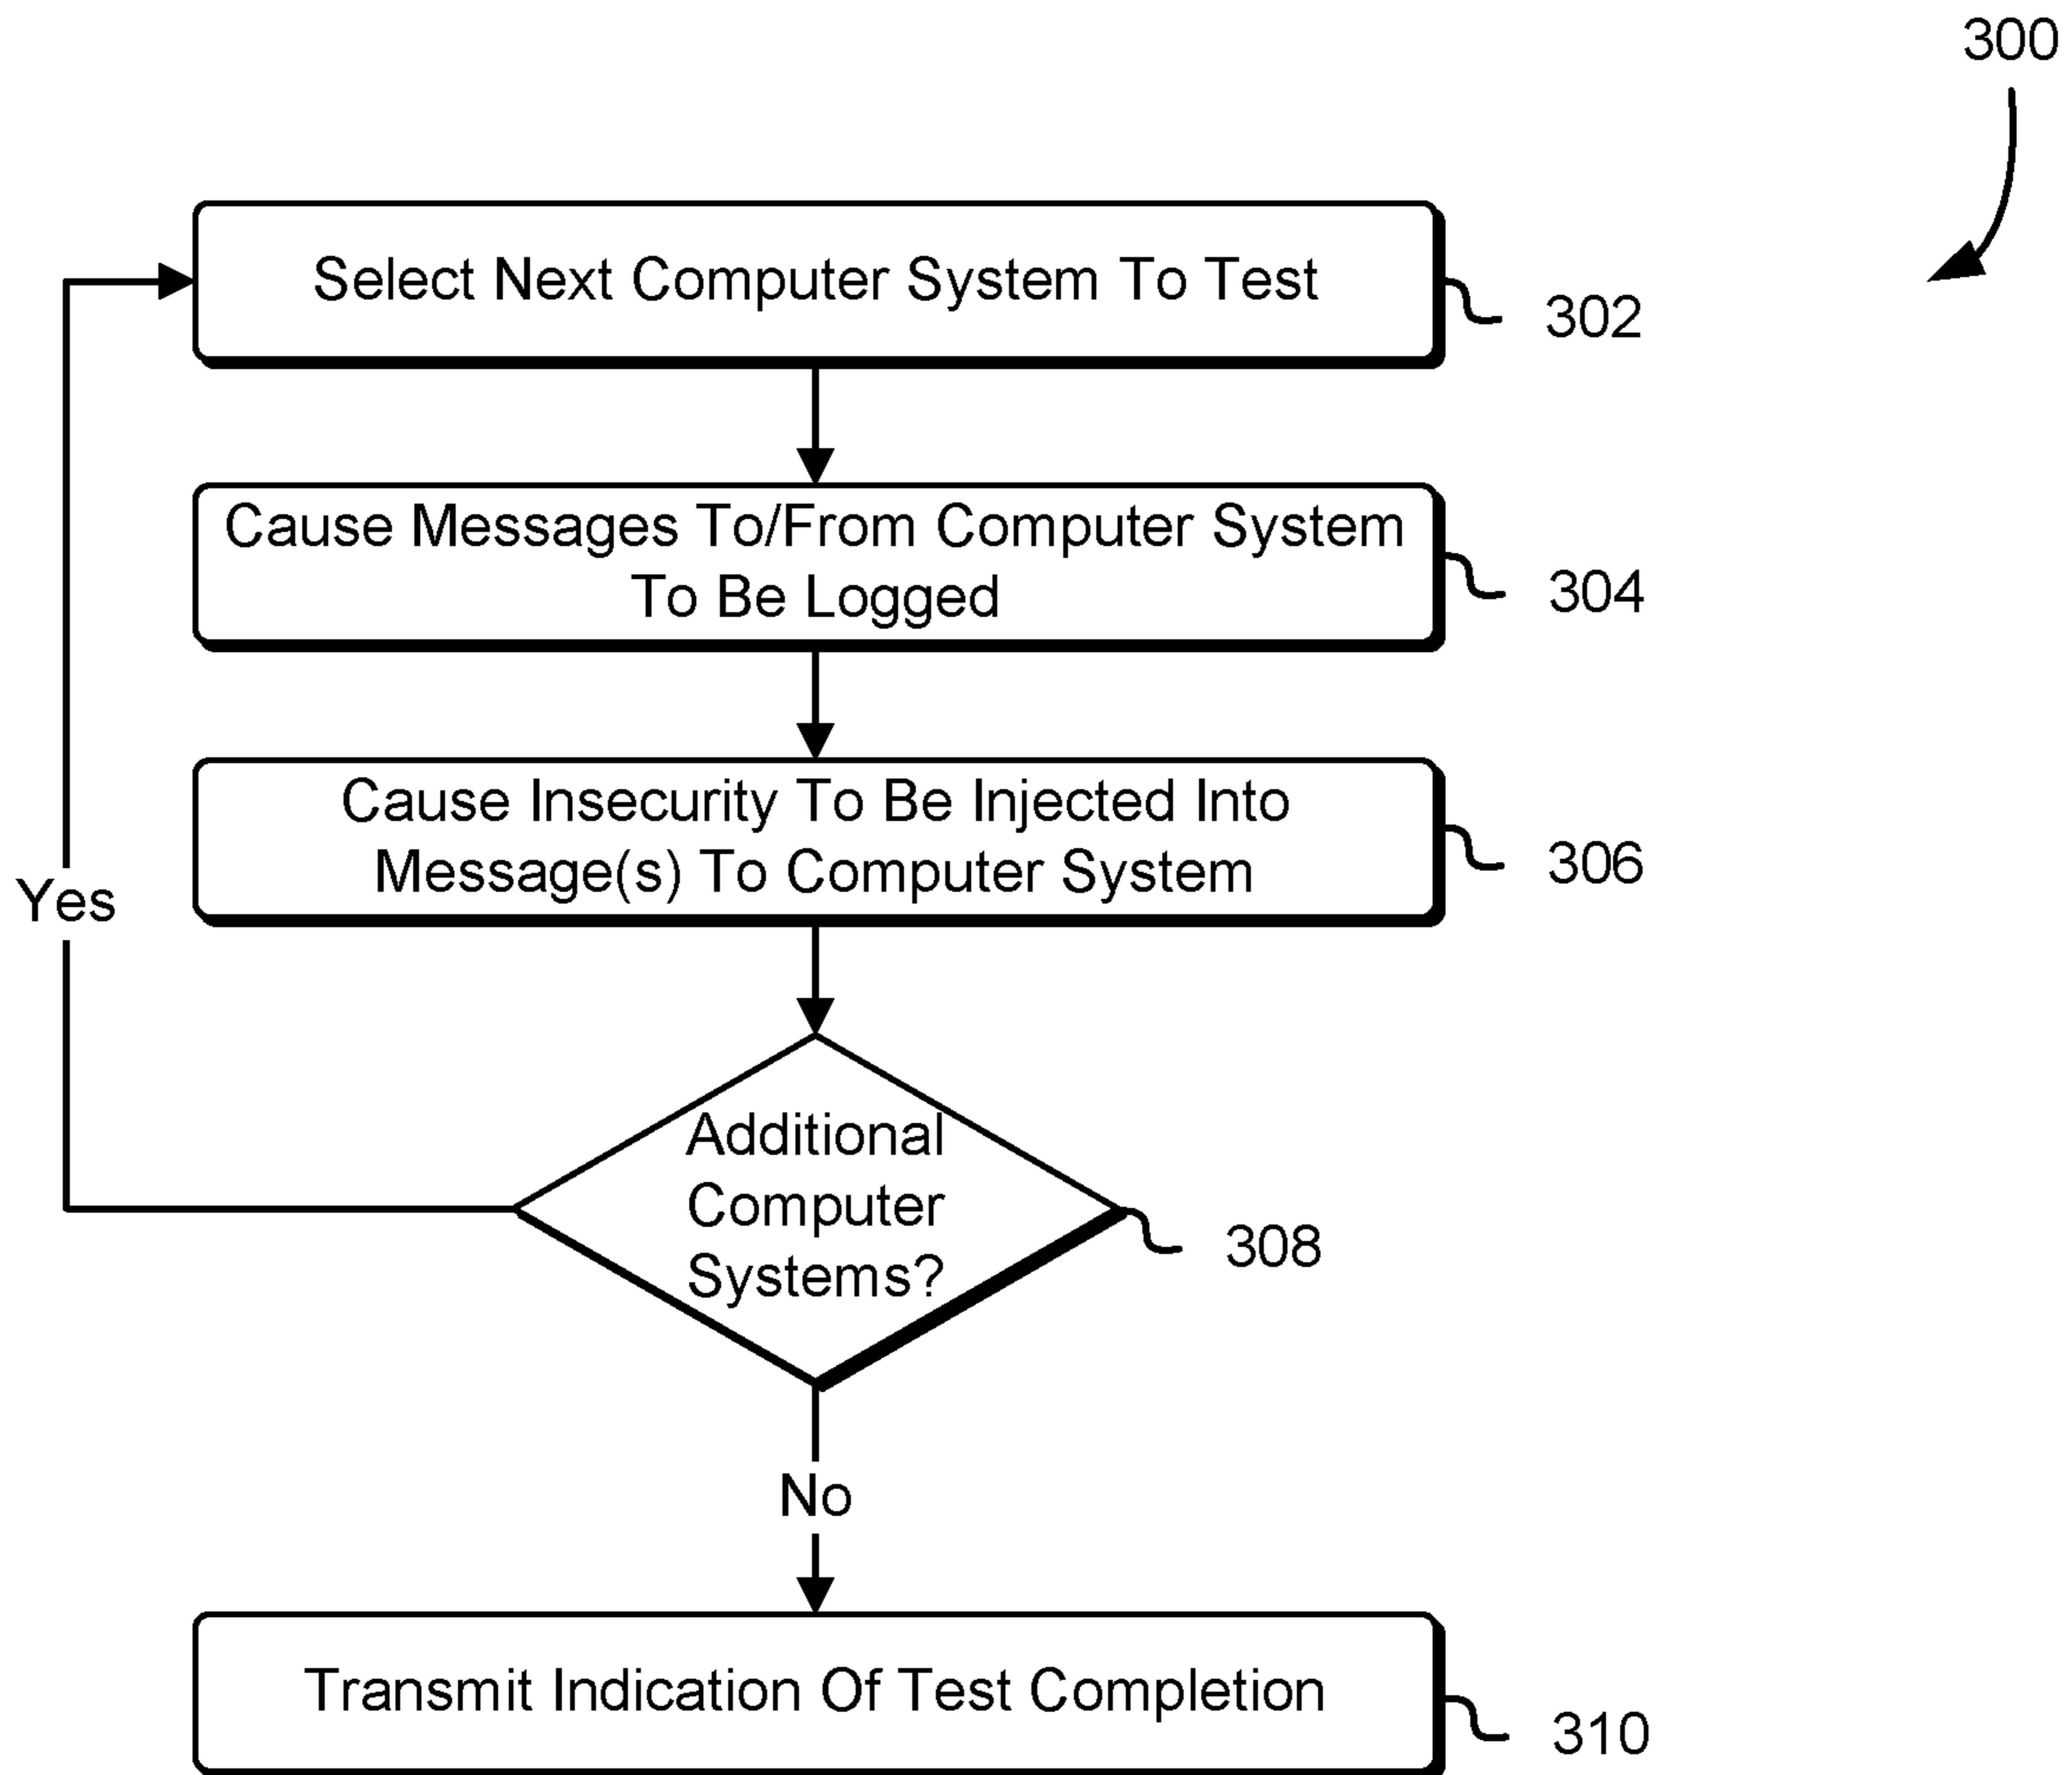 300
Select Next Computer System To Test
302
Cause Messages To/From Computer System
To Be Logged
304
Cause Insecurity To Be Injected Into
Message(s) To Computer System
306
Yes
Additional
Computer
Systems?
308
No
Transmit Indication Of Test Completion
310